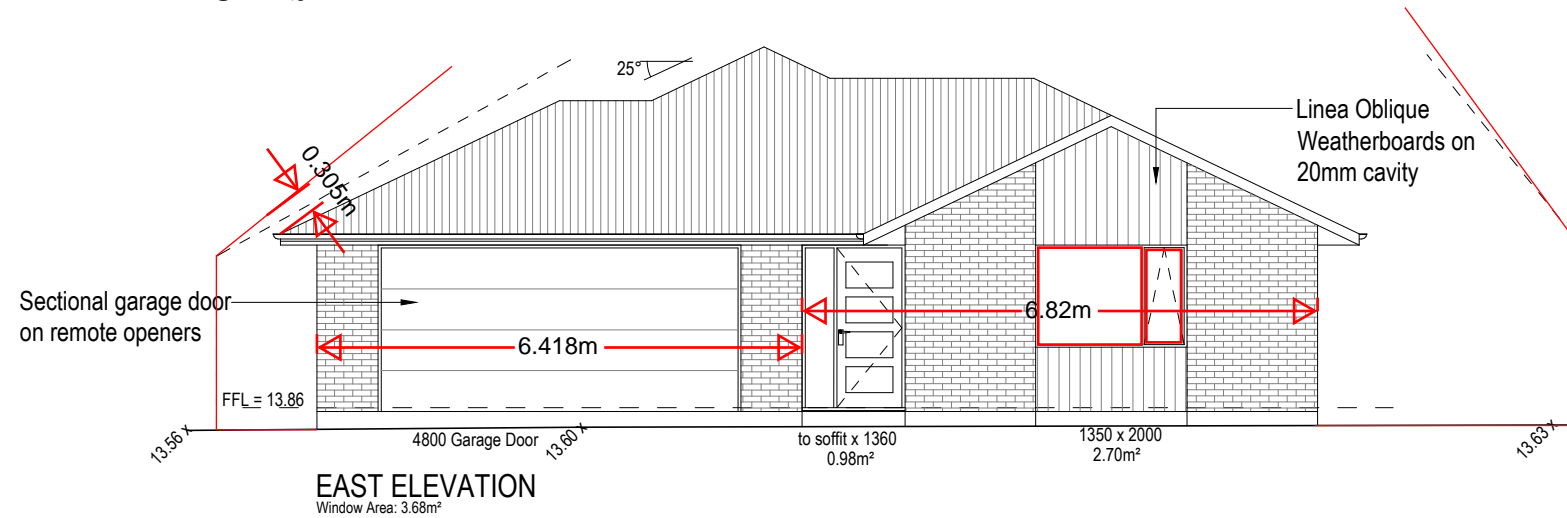 25°
Linea Oblique
Weatherboards on
20mm cavity
0.305m
Sectional garage door
on remote openers
6.82m
6.418m
FFL = 13.86
13.56 x
4800 Garage Door
13.60 x
to soffit x 1360
0.98m²
1350 x 2000
2.70m²
13.63 x
EAST ELEVATION
Window Area: 3.68m²